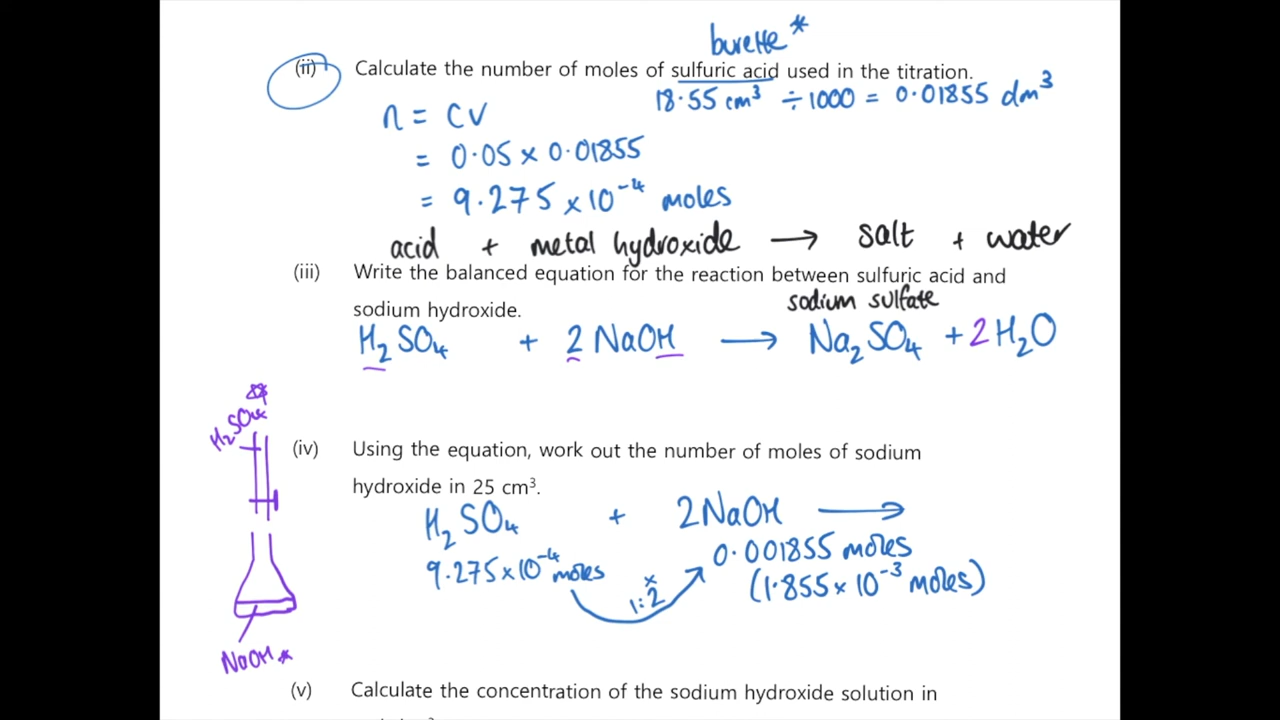 burette *
(ii) Calculate the number of moles of sulfuric acid used in the titration.
18.55 cm³ ÷1000 = 0.01855 dm³
n = cv
= 0.05 × 0.01855
= 9.275 × 10⁻⁴ moles
acid + metal hydroxide → salt + water
(iii) Write the balanced equation for the reaction between sulfuric acid and
sodium hydroxide.
sodium sulfate
H₂SO₄ + 2 NaOH → Na₂SO₄ + 2H₂O
H₂SO₄
(iv) Using the equation, work out the number of moles of sodium
hydroxide in 25 cm³.
H₂SO₄ + 2NaOH →
9.275×10⁻⁴ moles
0.001855 moles
(1.855 × 10⁻³ moles)
×
1:2
NaOH *
(v) Calculate the concentration of the sodium hydroxide solution in